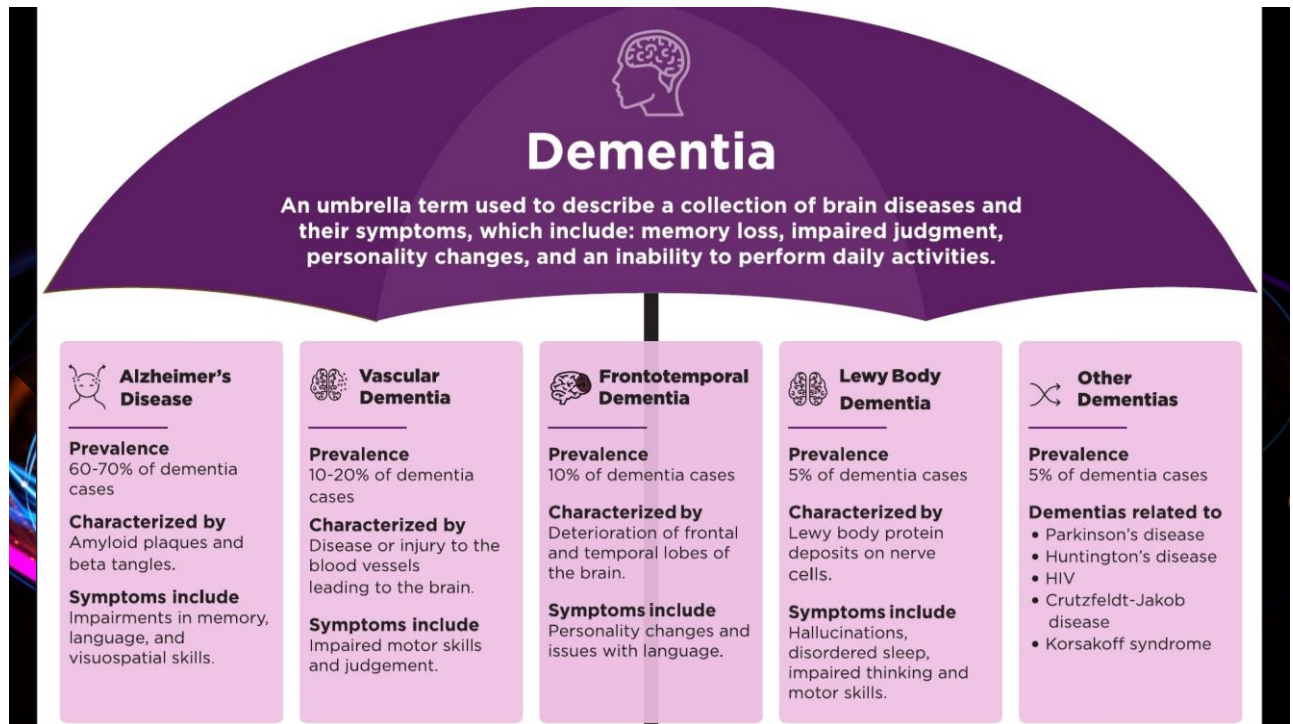 Dementia
An umbrella term used to describe a collection of brain diseases and
their symptoms, which include: memory loss, impaired judgment,
personality changes, and an inability to perform daily activities.
Alzheimer's
Disease
Prevalence
60-70% of dementia
cases
Characterized by
Amyloid plaques and
beta tangles.
Symptoms include
Impairments in memory,
language, and
visuospatial skills.
Vascular
Dementia
Prevalence
10-20% of dementia
cases
Characterized by
Disease or injury to the
blood vessels
leading to the brain.
Symptoms include
Impaired motor skills
and judgement.
Frontotemporal
Dementia
Prevalence
10% of dementia cases
Characterized by
Deterioration of frontal
and temporal lobes of
the brain.
Symptoms include
Personality changes and
issues with language.
Lewy Body
Dementia
Prevalence
5% of dementia cases
Characterized by
Lewy body protein
deposits on nerve
cells.
Symptoms include
Hallucinations,
disordered sleep,
impaired thinking and
motor skills.
Other
Dementias
Prevalence
5% of dementia cases
Dementias related to
• Parkinson's disease
• Huntington's disease
• HIV
• Crutzfeldt-Jakob
disease
• Korsakoff syndrome